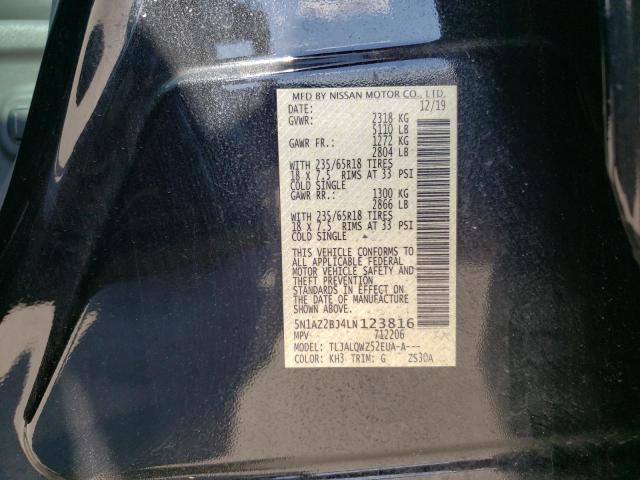 MFD BY NISSAN MOTOR CO., LTD.
DATE: 12/19
GVWR: 2318 KG
5110 LB
GAWR FR.: 1272 KG
2804 LB
WITH 235/65R18 TIRES
18 X 7.5 RIMS AT 33 PSI
COLD SINGLE
GAWR RR.: 1300 KG
2866 LB
WITH 235/65R18 TIRES
18 X 7.5 RIMS AT 33 PSI
COLD SINGLE
THIS VEHICLE CONFORMS TO
ALL APPLICABLE FEDERAL
MOTOR VEHICLE SAFETY AND
THEFT PREVENTION
STANDARDS IN EFFECT ON
THE DATE OF MANUFACTURE
SHOWN ABOVE.
5N1AZ2BJ4LN123816
MPV 712206
MODEL: TLJALQWZ52EUA-A---
COLOR: KH3 TRIM: G ZS30A